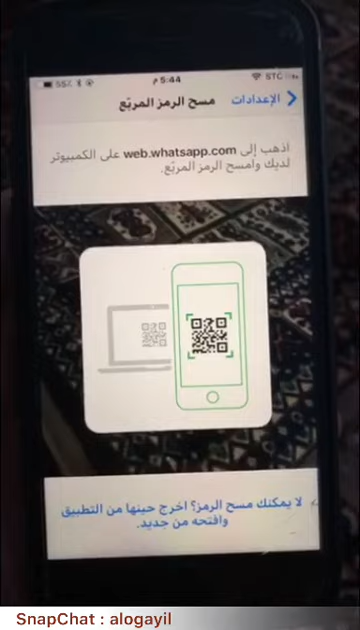 55٪ 5:44 م STC
الإعدادات مسح الرمز المربّع
اذهب إلى web.whatsapp.com على الكمبيوتر
لديك وامسح الرمز المربّع.
لا يمكنك مسح الرمز؟ اخرج حينها من التطبيق
وافتحه من جديد.
SnapChat : alogayil